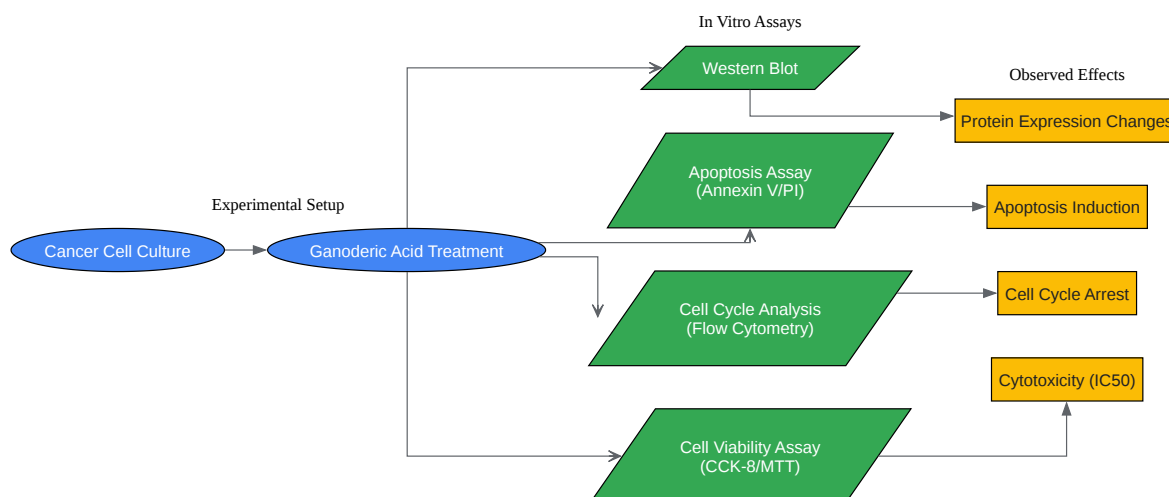 In Vitro Assays
Western Blot
Observed Effects
Protein Expression Changes
Apoptosis Assay
(Annexin V/PI)
Experimental Setup
Apoptosis Induction
Cancer Cell Culture
Ganoderic Acid Treatment
Cell Cycle Analysis
(Flow Cytometry)
Cell Cycle Arrest
Cytotoxicity (IC50)
Cell Viability Assay
(CCK-8/MTT)